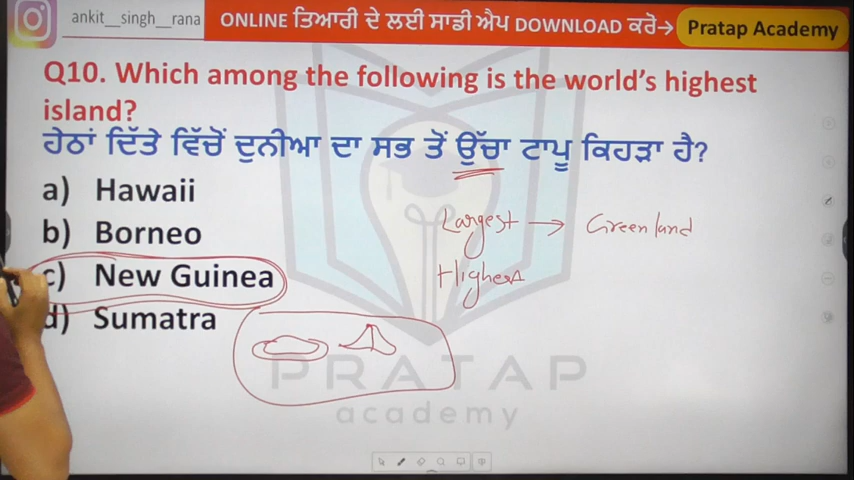 ankit__singh_rana
ONLINE ਤਿਆਰੀ ਦੇ ਲਈ ਸਾਡੀ ਐਪ DOWNLOAD ਕਰੋ→
Pratap Academy
Q10. Which among the following is the world's highest
island?
ਹੇਠਾਂ ਦਿੱਤੇ ਵਿੱਚੋਂ ਦੁਨੀਆ ਦਾ ਸਭ ਤੋਂ ਉੱਚਾ ਟਾਪੂ ਕਿਹੜਾ ਹੈ?
a) Hawaii
b) Borneo
Largest → Greenland
c) New Guinea
Highest
d) Sumatra
PRATAP
academy